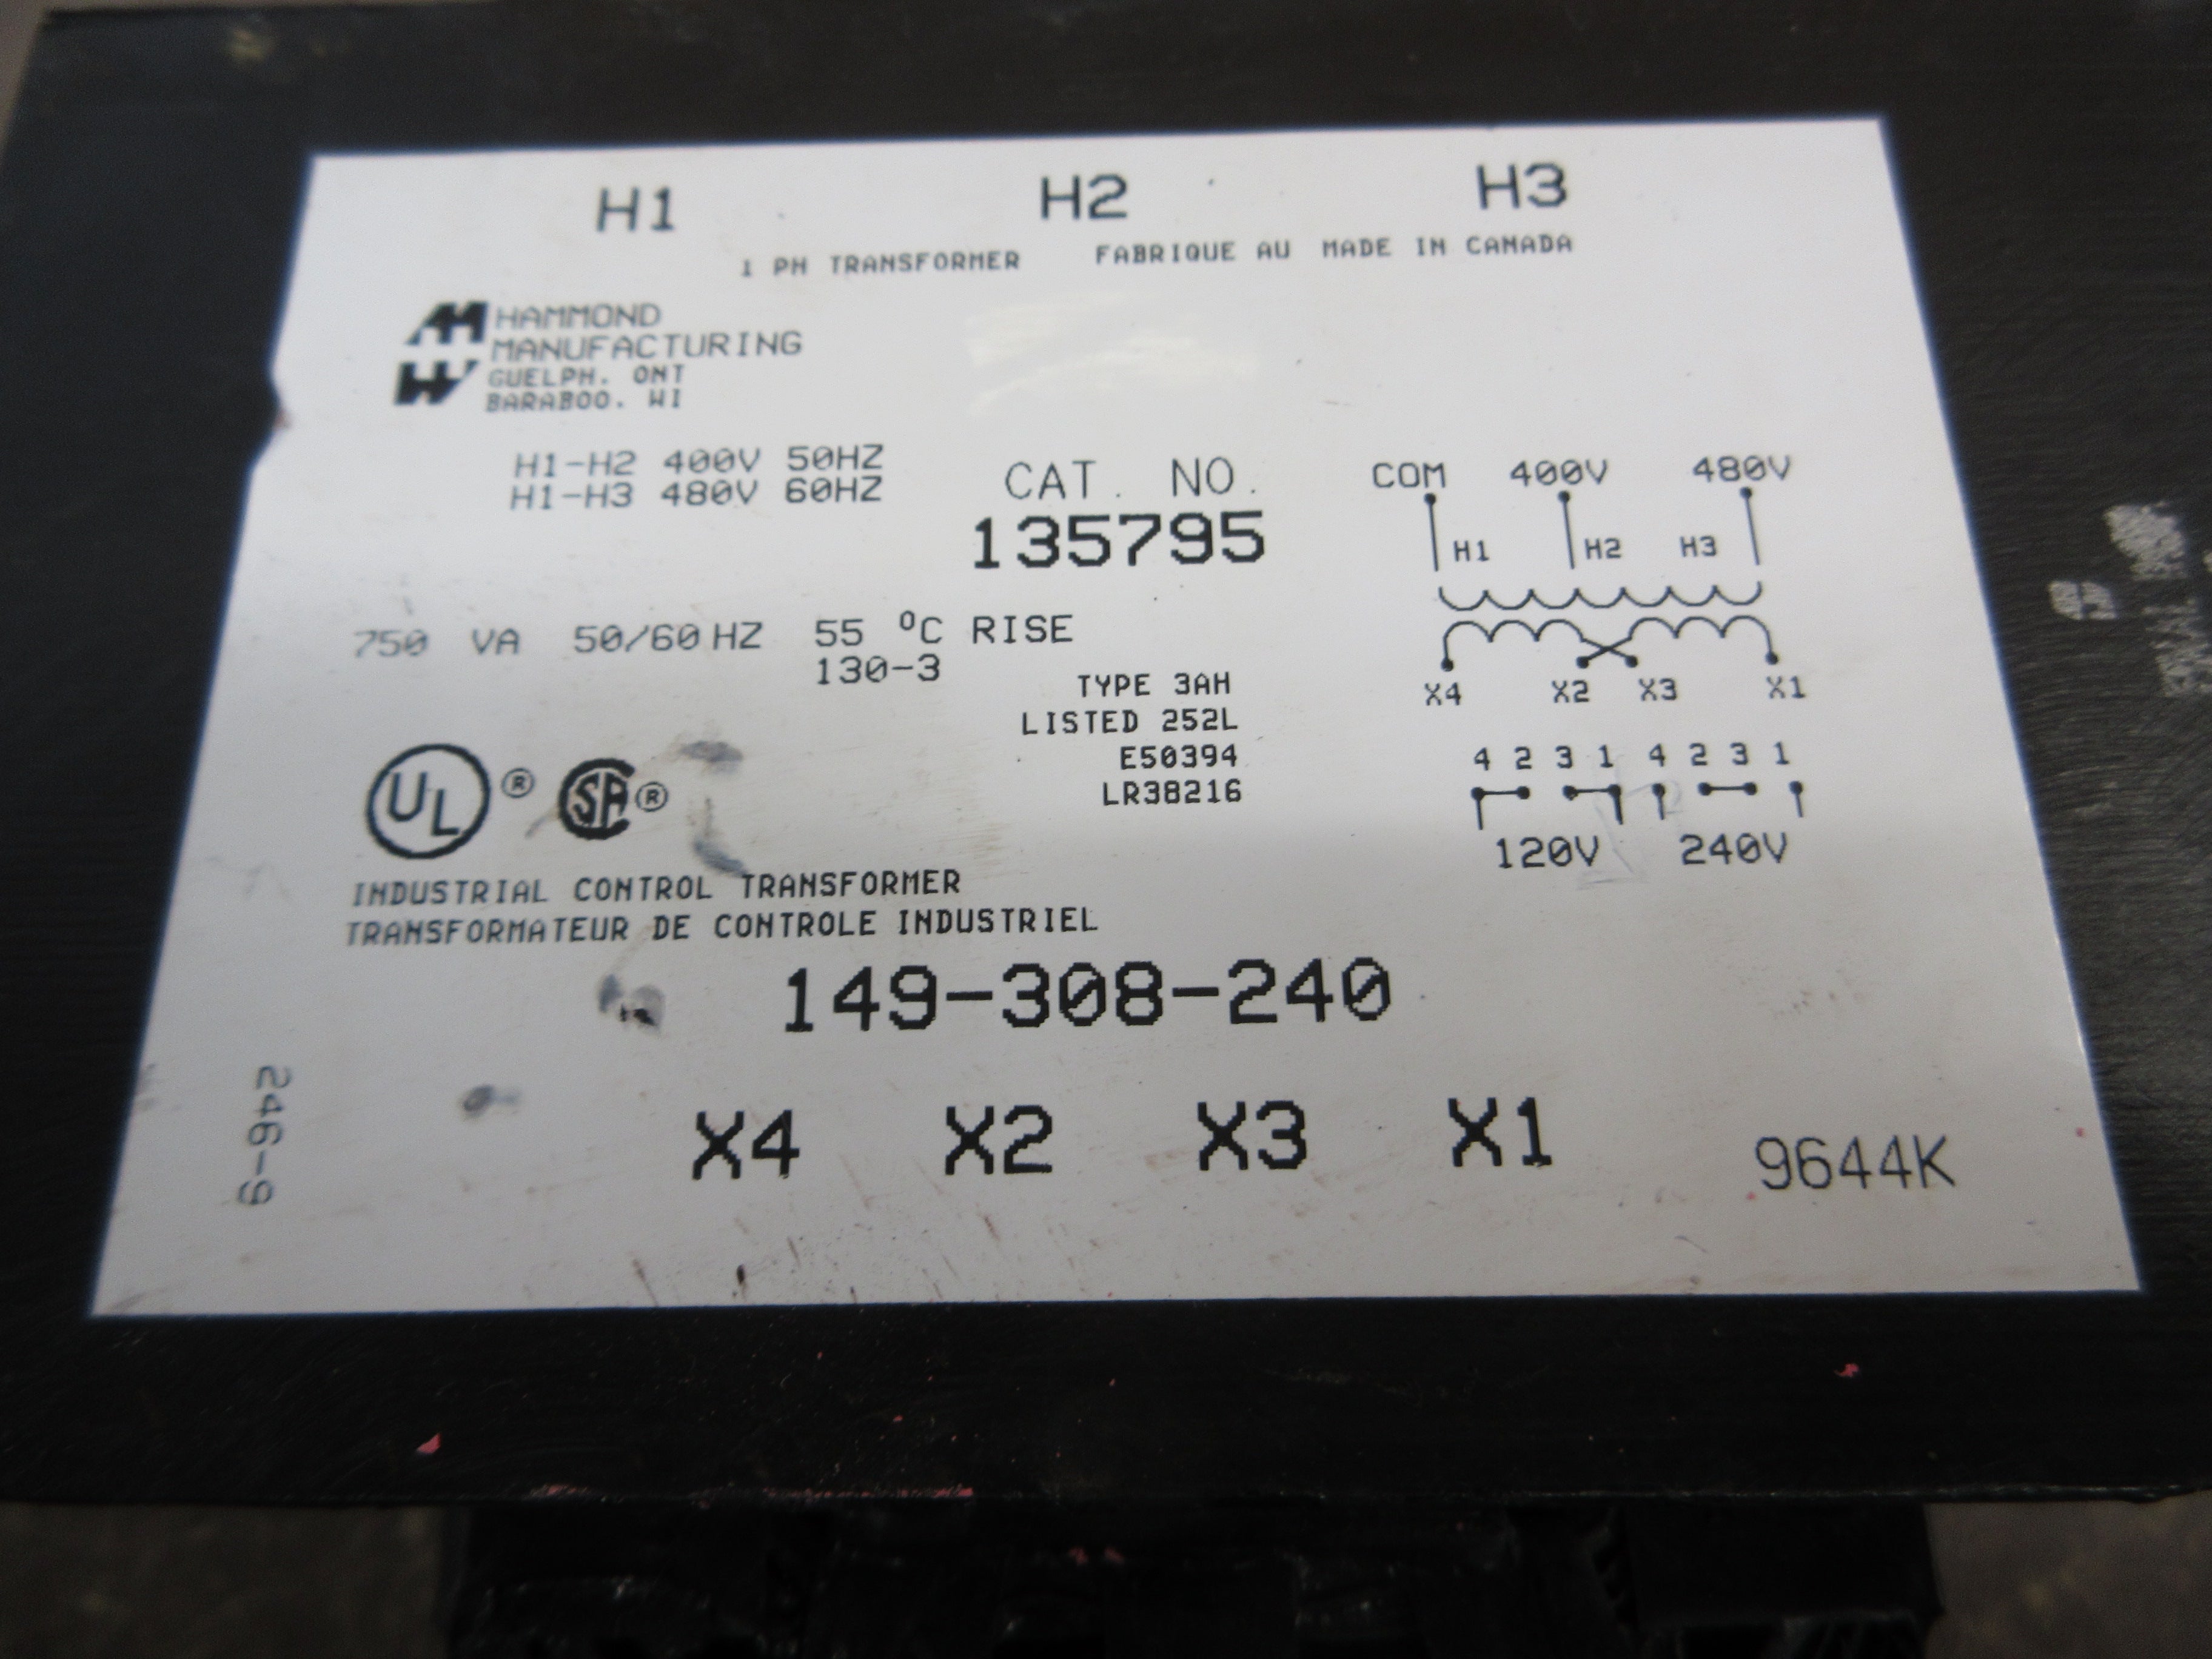 H1 H2 H3
1 PH TRANSFORMER FABRIQUE AU MADE IN CANADA
HAMMOND
MANUFACTURING
GUELPH. ONT
BARABOO. WI
H1-H2 400V 50HZ
H1-H3 480V 60HZ
CAT. NO.
135795
COM 400V 480V
H1 H2 H3
X4 X2 X3 X1
4 2 3 1 4 2 3 1
120V 240V
750 VA 50/60 HZ 55 °C RISE
130-3
TYPE 3AH
LISTED 252L
E50394
LR38216
UL ® SA ®
INDUSTRIAL CONTROL TRANSFORMER
TRANSFORMATEUR DE CONTROLE INDUSTRIEL
149-308-240
246-9
X4 X2 X3 X1
9644K